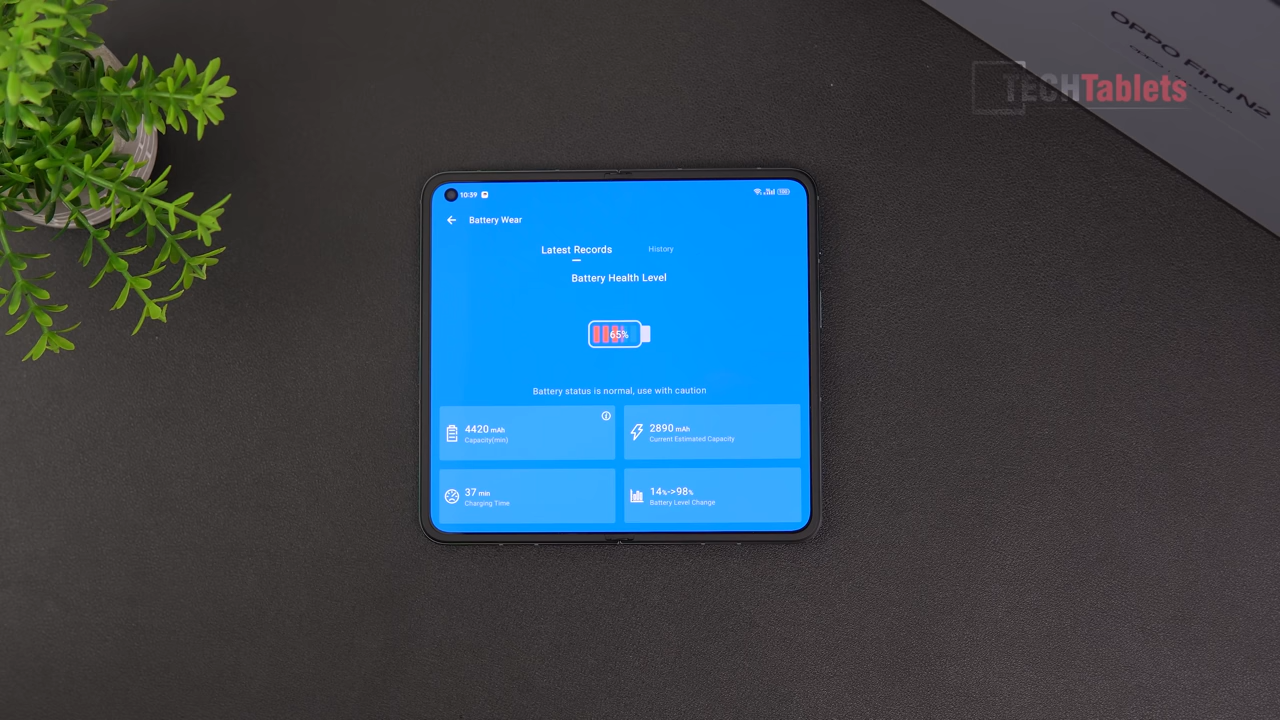 OPPO Find N2
TECHTablets
10:39
100
Battery Wear
Latest Records
History
Battery Health Level
65%
Battery status is normal, use with caution
4420 mAh
Capacity(min)
2890 mAh
Current Estimated Capacity
37 min
Charging Time
14%->98%
Battery Level Change